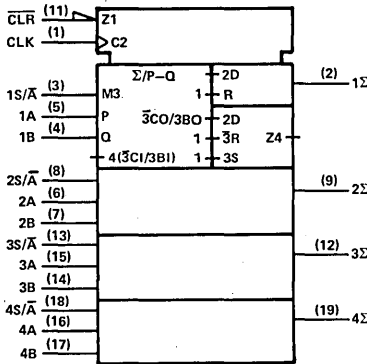 CLR (11) Z1
CLK (1) C2
Σ/P–Q 2D (2) 1Σ
1S/A (3) M3 1 R
1A (5) P 3CO/3BO 2D
1B (4) Q 1 3R Z4
4(3CI/3BI) 1 3S
2S/A (8)
2A (6) (9) 2Σ
2B (7)
3S/A (13)
3A (15) (12) 3Σ
3B (14)
4S/A (18)
4A (16) (19) 4Σ
4B (17)